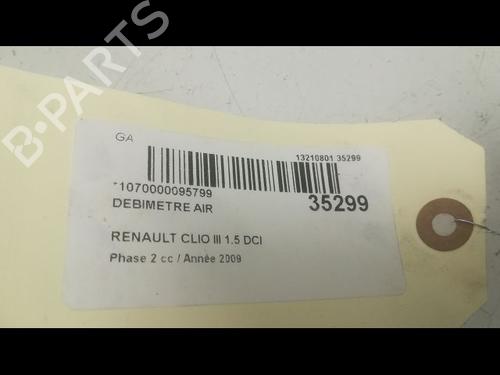 B-PARTS
GA
13210801 35299
*1070000095799
DEBIMETRE AIR
35299
RENAULT CLIO III 1.5 DCI
Phase 2 cc / Année 2009